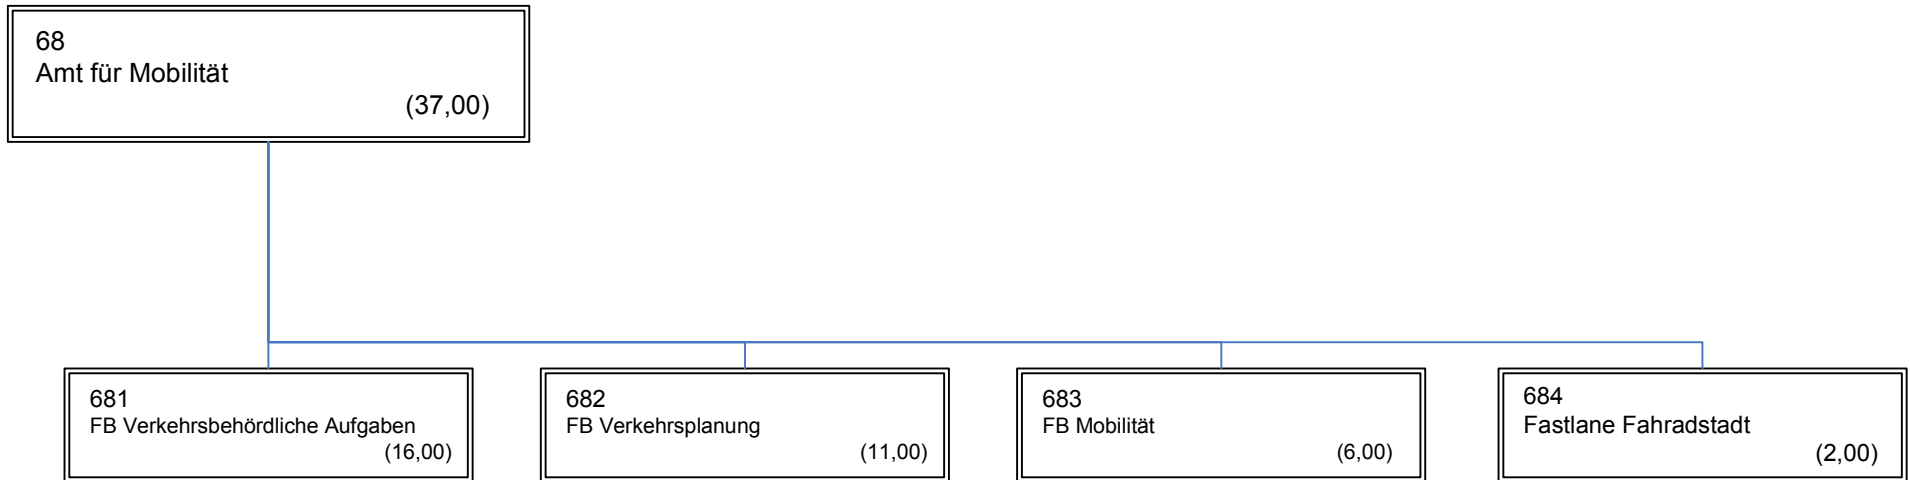 68
Amt für Mobilität
(37,00)
681
FB Verkehrsbehördliche Aufgaben
(16,00)
682
FB Verkehrsplanung
(11,00)
683
FB Mobilität
(6,00)
684
Fastlane Fahradstadt
(2,00)